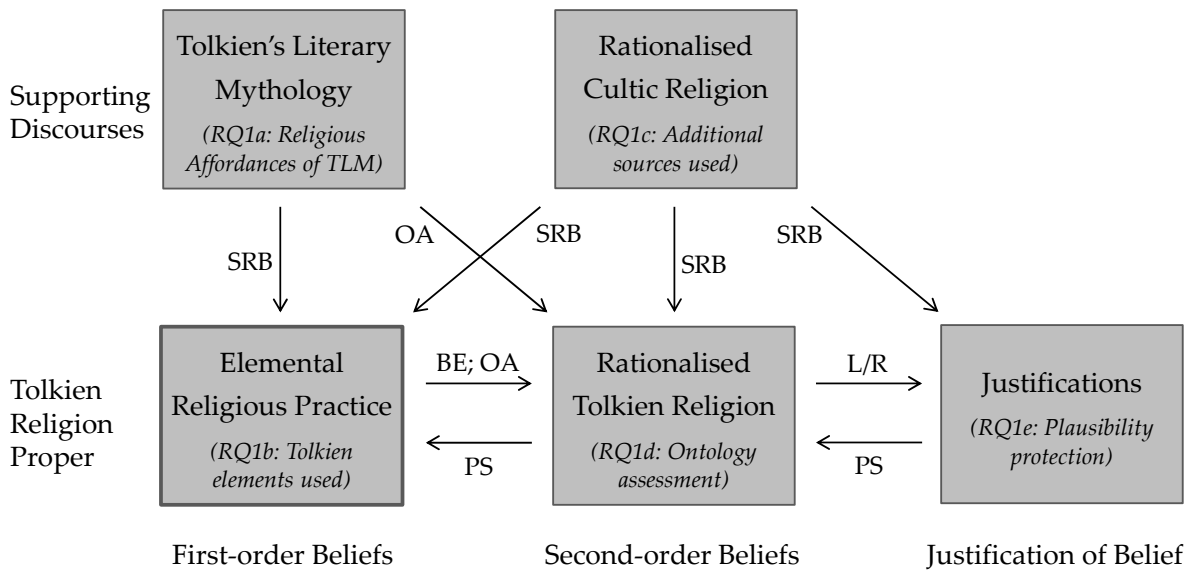 Supporting
Discourses
Tolkien’s Literary
Mythology
(RQ1a: Religious
Affordances of TLM)
Rationalised
Cultic Religion
(RQ1c: Additional
sources used)
SRB
OA
SRB
SRB
SRB
Tolkien
Religion
Proper
Elemental
Religious Practice
(RQ1b: Tolkien
elements used)
BE; OA
PS
Rationalised
Tolkien Religion
(RQ1d: Ontology
assessment)
L/R
PS
Justifications
(RQ1e: Plausibility
protection)
First-order Beliefs
Second-order Beliefs
Justification of Belief